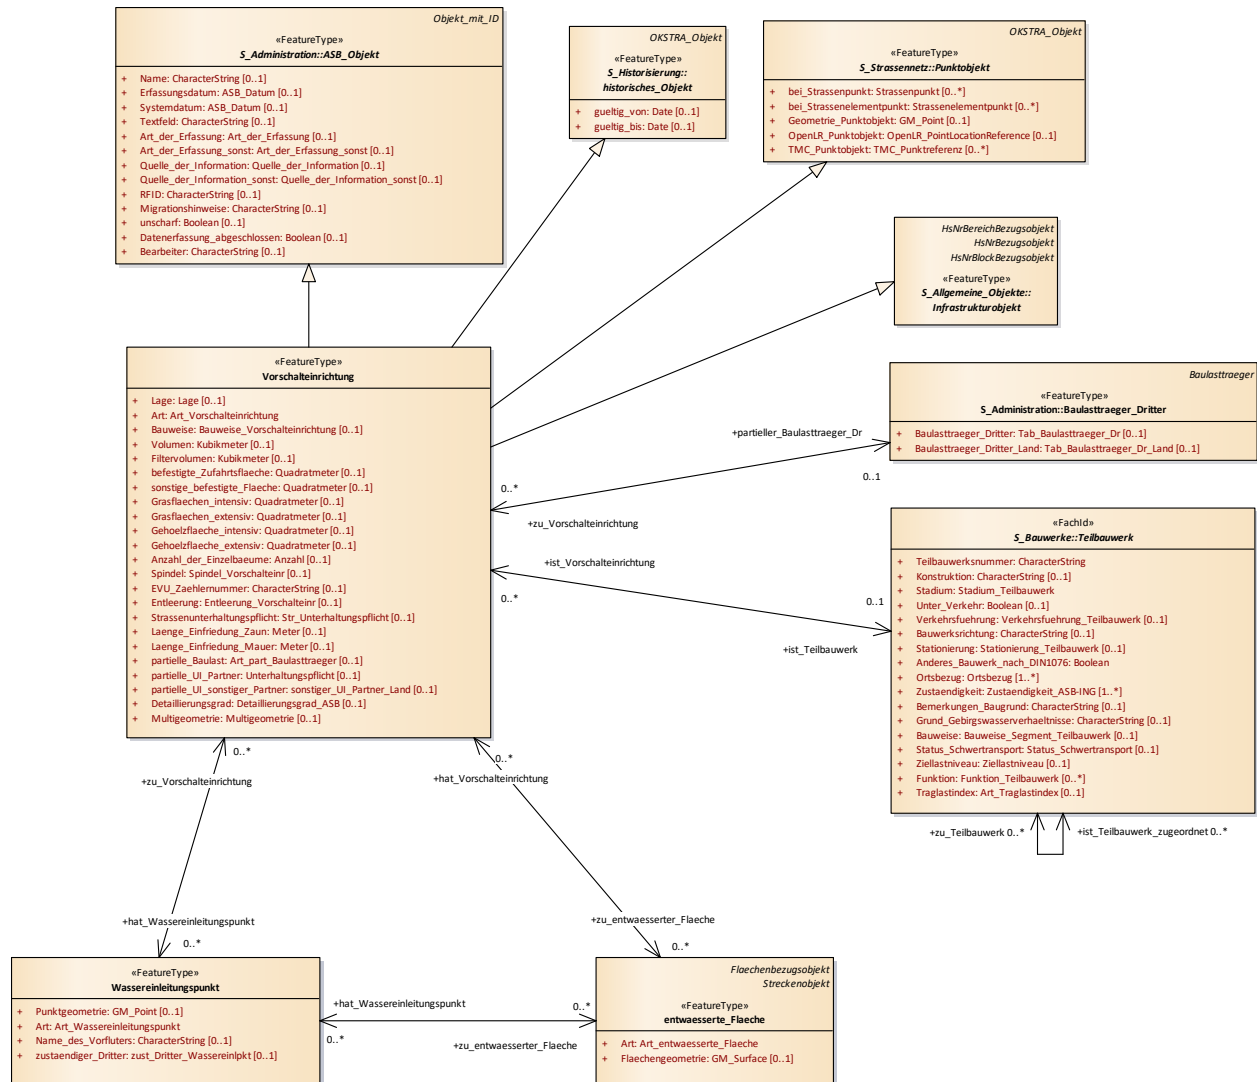 Objekt_mit_ID
«FeatureType»
S_Administration::ASB_Objekt
+ Name: CharacterString [0..1]
+ Erfassungsdatum: ASB_Datum [0..1]
+ Systemdatum: ASB_Datum [0..1]
+ Textfeld: CharacterString [0..1]
+ Art_der_Erfassung: Art_der_Erfassung [0..1]
+ Art_der_Erfassung_sonst: Art_der_Erfassung_sonst [0..1]
+ Quelle_der_Information: Quelle_der_Information [0..1]
+ Quelle_der_Information_sonst: Quelle_der_Information_sonst [0..1]
+ RFID: CharacterString [0..1]
+ Migrationshinweise: CharacterString [0..1]
+ unscharf: Boolean [0..1]
+ Datenerfassung_abgeschlossen: Boolean [0..1]
+ Bearbeiter: CharacterString [0..1]
OKSTRA_Objekt
«FeatureType»
S_Historisierung::
historisches_Objekt
+ gueltig_von: Date [0..1]
+ gueltig_bis: Date [0..1]
OKSTRA_Objekt
«FeatureType»
S_Strassennetz::Punktobjekt
+ bei_Strassenpunkt: Strassenpunkt [0..*]
+ bei_Strassenelementpunkt: Strassenelementpunkt [0..*]
+ Geometrie_Punktobjekt: GM_Point [0..1]
+ OpenLR_Punktobjekt: OpenLR_PointLocationReference [0..1]
+ TMC_Punktobjekt: TMC_Punktreferenz [0..*]
HsNrBereichBezugsobjekt
HsNrBezugsobjekt
HsNrBlockBezugsobjekt
«FeatureType»
S_Allgemeine_Objekte::
Infrastrukturobjekt
«FeatureType»
Vorschalteinrichtung
+ Lage: Lage [0..1]
+ Art: Art_Vorschalteinrichtung
+ Bauweise: Bauweise_Vorschalteinrichtung [0..1]
+ Volumen: Kubikmeter [0..1]
+ Filtervolumen: Kubikmeter [0..1]
+ befestigte_Zufahrtsflaeche: Quadratmeter [0..1]
+ sonstige_befestigte_Flaeche: Quadratmeter [0..1]
+ Grasflaechen_intensiv: Quadratmeter [0..1]
+ Grasflaechen_extensiv: Quadratmeter [0..1]
+ Gehoelzflaeche_intensiv: Quadratmeter [0..1]
+ Gehoelzflaeche_extensiv: Quadratmeter [0..1]
+ Anzahl_der_Einzelbaeume: Anzahl [0..1]
+ Spindel: Spindel_Vorschalteinr [0..1]
+ EVU_Zaehlernummer: CharacterString [0..1]
+ Entleerung: Entleerung_Vorschalteinr [0..1]
+ Strassenunterhaltungspflicht: Str_Unterhaltungspflicht [0..1]
+ Laenge_Einfriedung_Zaun: Meter [0..1]
+ Laenge_Einfriedung_Mauer: Meter [0..1]
+ partielle_Baulast: Art_part_Baulasttraeger [0..1]
+ partielle_UI_Partner: Unterhaltungspflicht [0..1]
+ partielle_UI_sonstiger_Partner: sonstiger_UI_Partner_Land [0..1]
+ Detaillierungsgrad: Detaillierungsgrad_ASB [0..1]
+ Multigeometrie: Multigeometrie [0..1]
Baulasttraeger
«FeatureType»
S_Administration::Baulasttraeger_Dritter
+ Baulasttraeger_Dritter: Tab_Baulasttraeger_Dr [0..1]
+ Baulasttraeger_Dritter_Land: Tab_Baulasttraeger_Dr_Land [0..1]
+partieller_Baulasttraeger_Dr
0..1
0..*
+zu_Vorschalteinrichtung
+ist_Vorschalteinrichtung
0..*
0..1
+ist_Teilbauwerk
«FachId»
S_Bauwerke::Teilbauwerk
+ Teilbauwerksnummer: CharacterString
+ Konstruktion: CharacterString [0..1]
+ Stadium: Stadium_Teilbauwerk
+ Unter_Verkehr: Boolean [0..1]
+ Verkehrsfuehrung: Verkehrsfuehrung_Teilbauwerk [0..1]
+ Bauwerksrichtung: CharacterString [0..1]
+ Stationierung: Stationierung_Teilbauwerk [0..1]
+ Anderes_Bauwerk_nach_DIN1076: Boolean
+ Ortsbezug: Ortsbezug [1..*]
+ Zustaendigkeit: Zustaendigkeit_ASB-ING [1..*]
+ Bemerkungen_Baugrund: CharacterString [0..1]
+ Grund_Gebirgswasserverhaeltnisse: CharacterString [0..1]
+ Bauweise: Bauweise_Segment_Teilbauwerk [0..1]
+ Status_Schwertransport: Status_Schwertransport [0..1]
+ Ziellastniveau: Ziellastniveau [0..1]
+ Funktion: Funktion_Teilbauwerk [0..*]
+ Traglastindex: Art_Traglastindex [0..1]
+zu_Teilbauwerk 0..*
+ist_Teilbauwerk_zugeordnet 0..*
0..*
+zu_Vorschalteinrichtung
0..*
+hat_Vorschalteinrichtung
+hat_Wassereinleitungspunkt
0..*
+zu_entwaesserter_Flaeche
0..*
«FeatureType»
Wassereinleitungspunkt
+ Punktgeometrie: GM_Point [0..1]
+ Art: Art_Wassereinleitungspunkt
+ Name_des_Vorfluters: CharacterString [0..1]
+ zustaendiger_Dritter: zust_Dritter_Wassereinlpkt [0..1]
+hat_Wassereinleitungspunkt
0..*
0..*
+zu_entwaesserter_Flaeche
Flaechenbezugsobjekt
Streckenobjekt
«FeatureType»
entwaesserte_Flaeche
+ Art: Art_entwaesserte_Flaeche
+ Flaechengeometrie: GM_Surface [0..1]